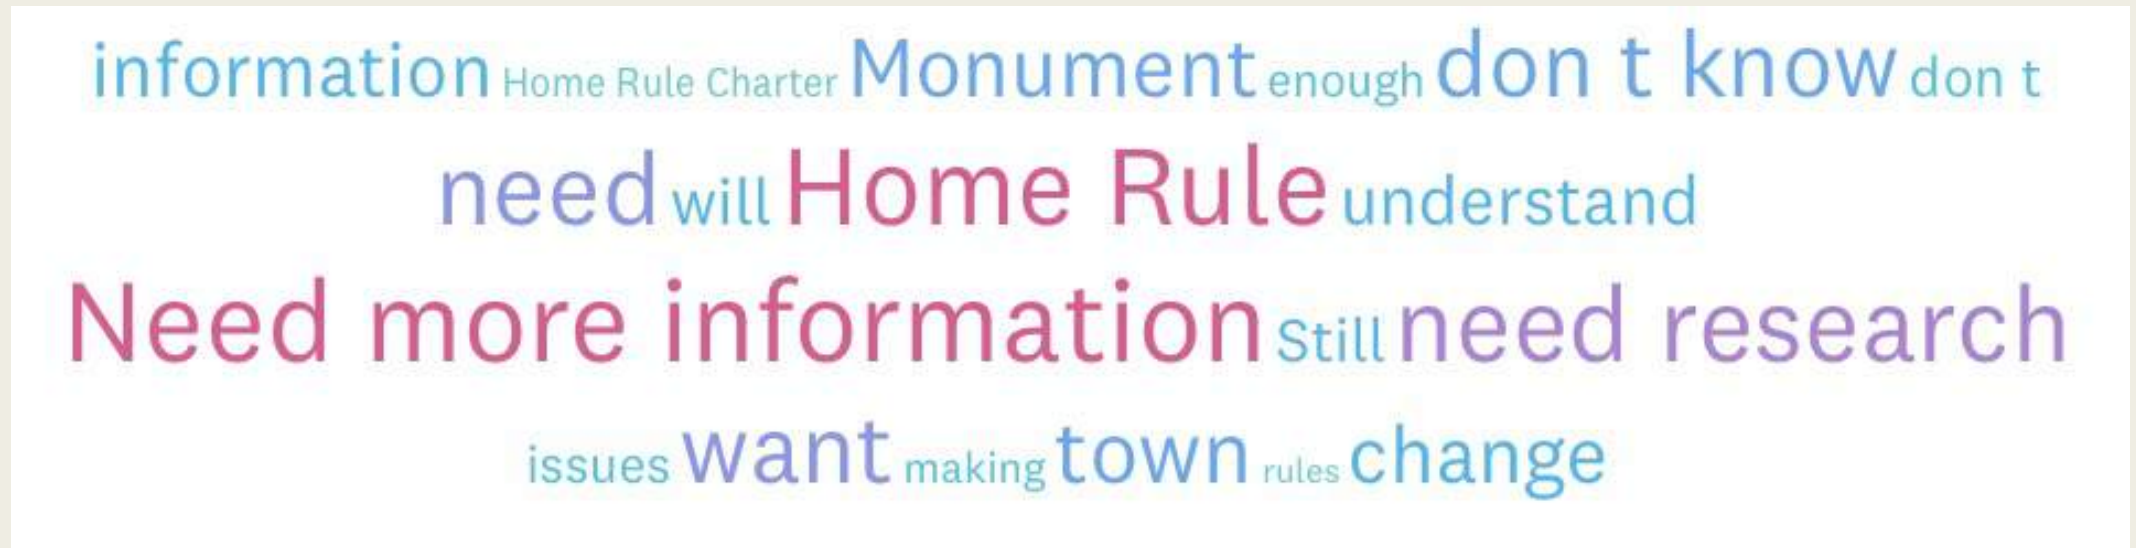 information Home Rule Charter Monument enough don t know don t
need will Home Rule understand
Need more information Still need research
issues want making town rules change